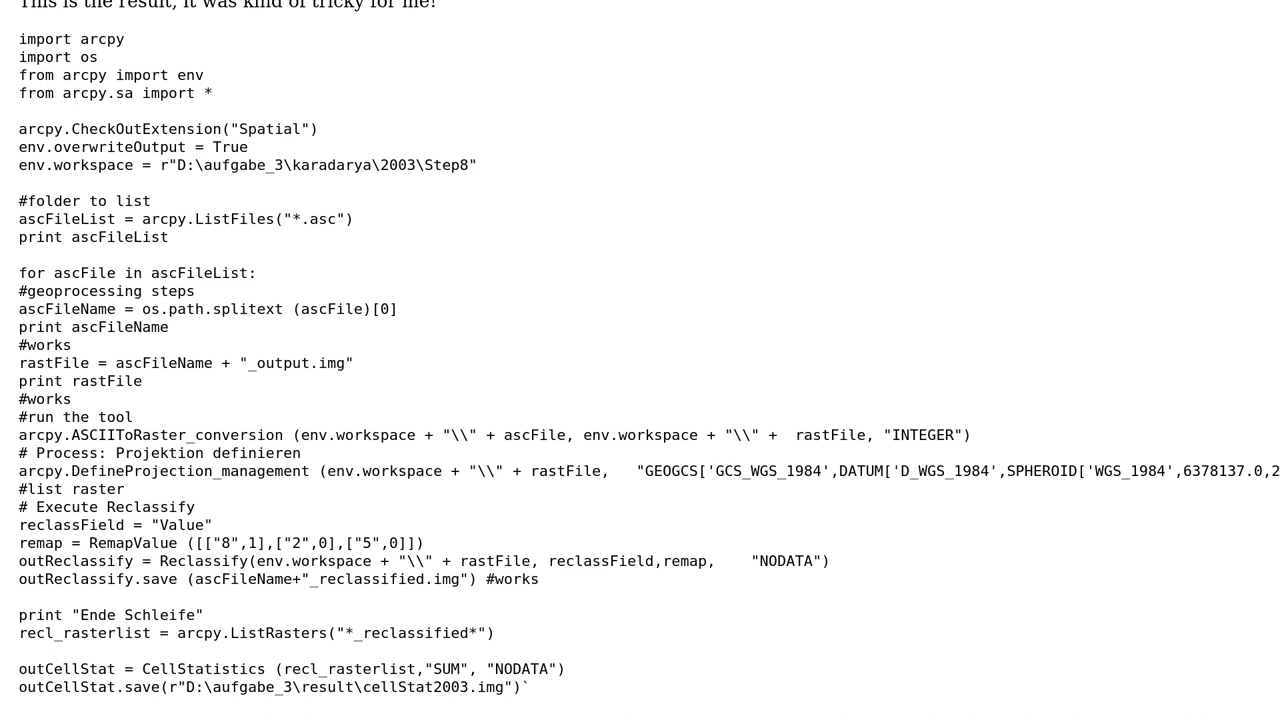 This is the result, it was kind of tricky for me!
import arcpy
import os
from arcpy import env
from arcpy.sa import *
arcpy.CheckOutExtension("Spatial")
env.overwriteOutput = True
env.workspace = r"D:\aufgabe_3\karadarya\2003\Step8"
#folder to list
ascFileList = arcpy.ListFiles("*.asc")
print ascFileList
for ascFile in ascFileList:
#geoprocessing steps
ascFileName = os.path.splitext (ascFile)[0]
print ascFileName
#works
rastFile = ascFileName + "_output.img"
print rastFile
#works
#run the tool
arcpy.ASCIIToRaster_conversion (env.workspace + "\\" + ascFile, env.workspace + "\\" +  rastFile, "INTEGER")
# Process: Projektion definieren
arcpy.DefineProjection_management (env.workspace + "\\" + rastFile,   "GEOGCS['GCS_WGS_1984',DATUM['D_WGS_1984',SPHEROID['WGS_1984',6378137.0,2
#list raster
# Execute Reclassify
reclassField = "Value"
remap = RemapValue ([["8",1],["2",0],["5",0]])
outReclassify = Reclassify(env.workspace + "\\" + rastFile, reclassField,remap,    "NODATA")
outReclassify.save (ascFileName+"_reclassified.img") #works
print "Ende Schleife"
recl_rasterlist = arcpy.ListRasters("*_reclassified*")
outCellStat = CellStatistics (recl_rasterlist,"SUM", "NODATA")
outCellStat.save(r"D:\aufgabe_3\result\cellStat2003.img")`